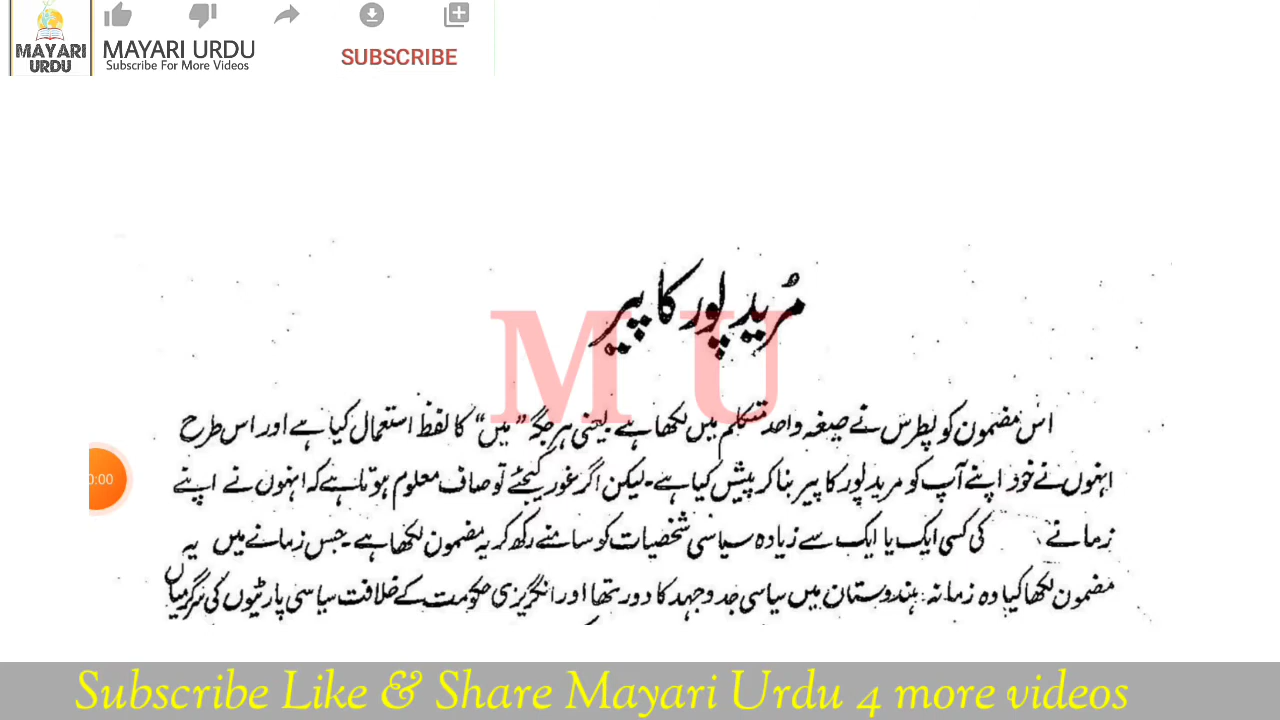 MAYARI URDU
MAYARI URDU
Subscribe For More Videos
SUBSCRIBE
مُرید پور کا پیر
M U
اس مضمون کو پطرس نے صیغہ واحد متکلم میں لکھا ہے یعنی ہر جگہ "میں" کا لفظ استعمال کیا ہے اور اس طرح
انہوں نے خود اپنے آپ کو مرید پور کا پیر بنا کر پیش کیا ہے۔ لیکن اگر غور کیجئے تو صاف معلوم ہوتا ہے کہ انہوں نے اپنے
زمانے کی کسی ایک یا ایک سے زیادہ سیاسی شخصیات کو سامنے رکھ کر یہ مضمون لکھا ہے۔ جس زمانے میں یہ
مضمون لکھا گیا وہ زمانہ ہندوستان میں سیاسی جدوجہد کا دور تھا اور انگریزی حکومت کے خلاف سیاسی پارٹیوں کی سرگرمیاں
0:00
Subscribe Like & Share Mayari Urdu 4 more videos